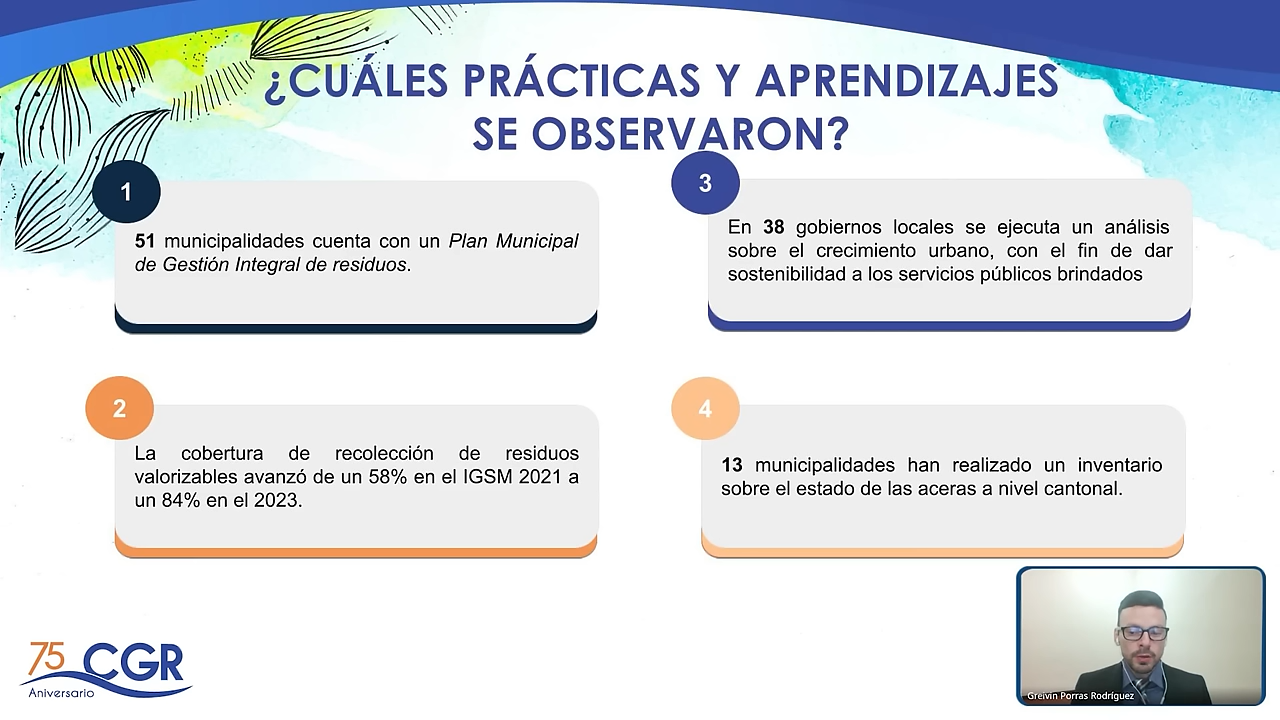 ¿CUÁLES PRÁCTICAS Y APRENDIZAJES
SE OBSERVARON?
1
51 municipalidades cuenta con un Plan Municipal
de Gestión Integral de residuos.
2
La cobertura de recolección de residuos
valorizables avanzó de un 58% en el IGSM 2021 a
un 84% en el 2023.
3
En 38 gobiernos locales se ejecuta un análisis
sobre el crecimiento urbano, con el fin de dar
sostenibilidad a los servicios públicos brindados
4
13 municipalidades han realizado un inventario
sobre el estado de las aceras a nivel cantonal.
75 CGR
Aniversario
Greivin Porras Rodríguez